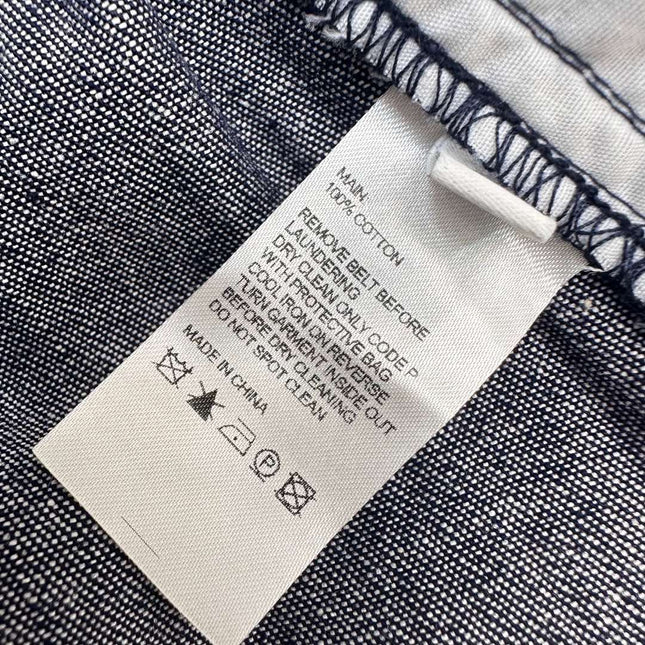 MAIN:
100% COTTON
REMOVE BELT BEFORE
LAUNDERING
DRY CLEAN ONLY CODE P
WITH PROTECTIVE BAG
COOL IRON ON REVERSE
TURN GARMENT INSIDE OUT
BEFORE DRY CLEANING
DO NOT SPOT CLEAN
MADE IN CHINA
P